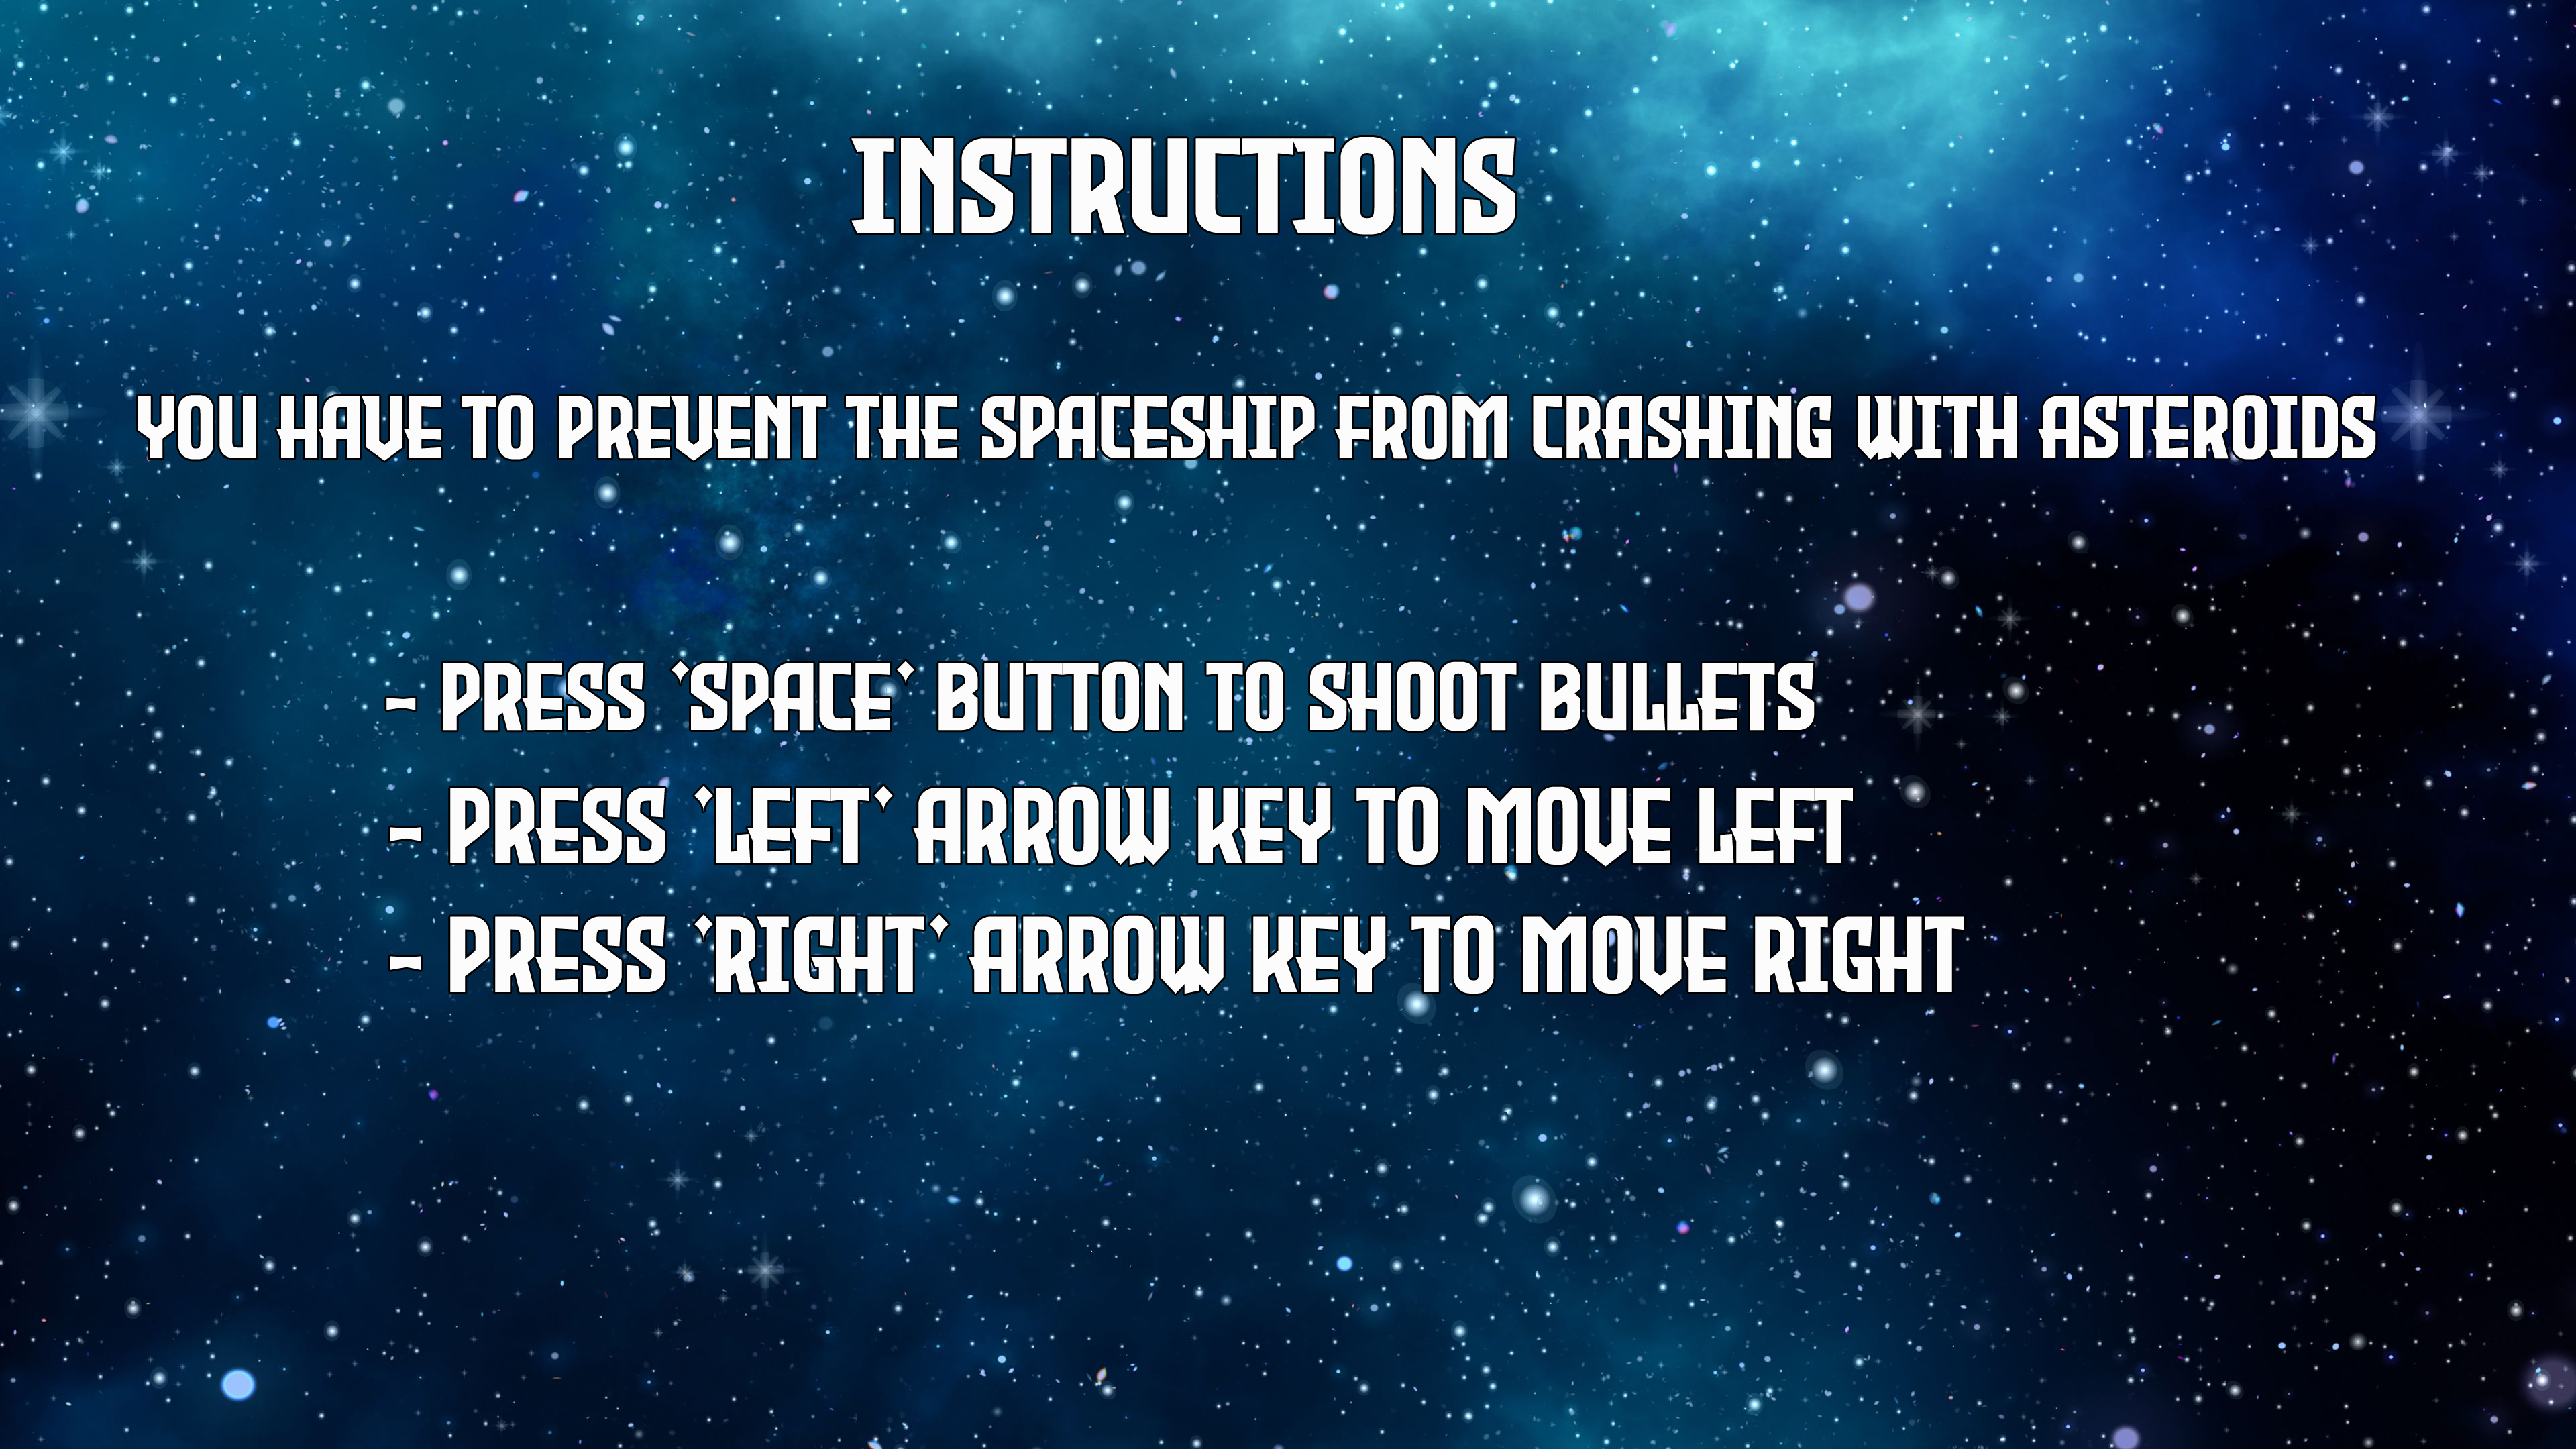 INSTRUCTIONS
YOU HAVE TO PREVENT THE SPACESHIP FROM CRASHING WITH ASTEROIDS
- PRESS 'SPACE' BUTTON TO SHOOT BULLETS
- PRESS 'LEFT' ARROW KEY TO MOVE LEFT
- PRESS 'RIGHT' ARROW KEY TO MOVE RIGHT